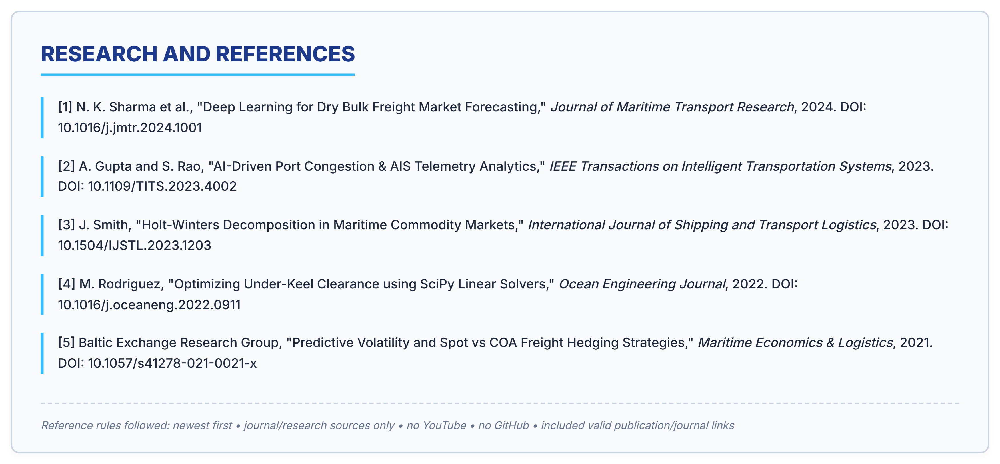 RESEARCH AND REFERENCES
[1] N. K. Sharma et al., "Deep Learning for Dry Bulk Freight Market Forecasting," Journal of Maritime Transport Research, 2024. DOI:
10.1016/j.jmtr.2024.1001
[2] A. Gupta and S. Rao, "AI-Driven Port Congestion & AIS Telemetry Analytics," IEEE Transactions on Intelligent Transportation Systems, 2023.
DOI: 10.1109/TITS.2023.4002
[3] J. Smith, "Holt-Winters Decomposition in Maritime Commodity Markets," International Journal of Shipping and Transport Logistics, 2023. DOI:
10.1504/IJSTL.2023.1203
[4] M. Rodriguez, "Optimizing Under-Keel Clearance using SciPy Linear Solvers," Ocean Engineering Journal, 2022. DOI:
10.1016/j.oceaneng.2022.0911
[5] Baltic Exchange Research Group, "Predictive Volatility and Spot vs COA Freight Hedging Strategies," Maritime Economics & Logistics, 2021.
DOI: 10.1057/s41278-021-0021-x
Reference rules followed: newest first • journal/research sources only • no YouTube • no GitHub • included valid publication/journal links